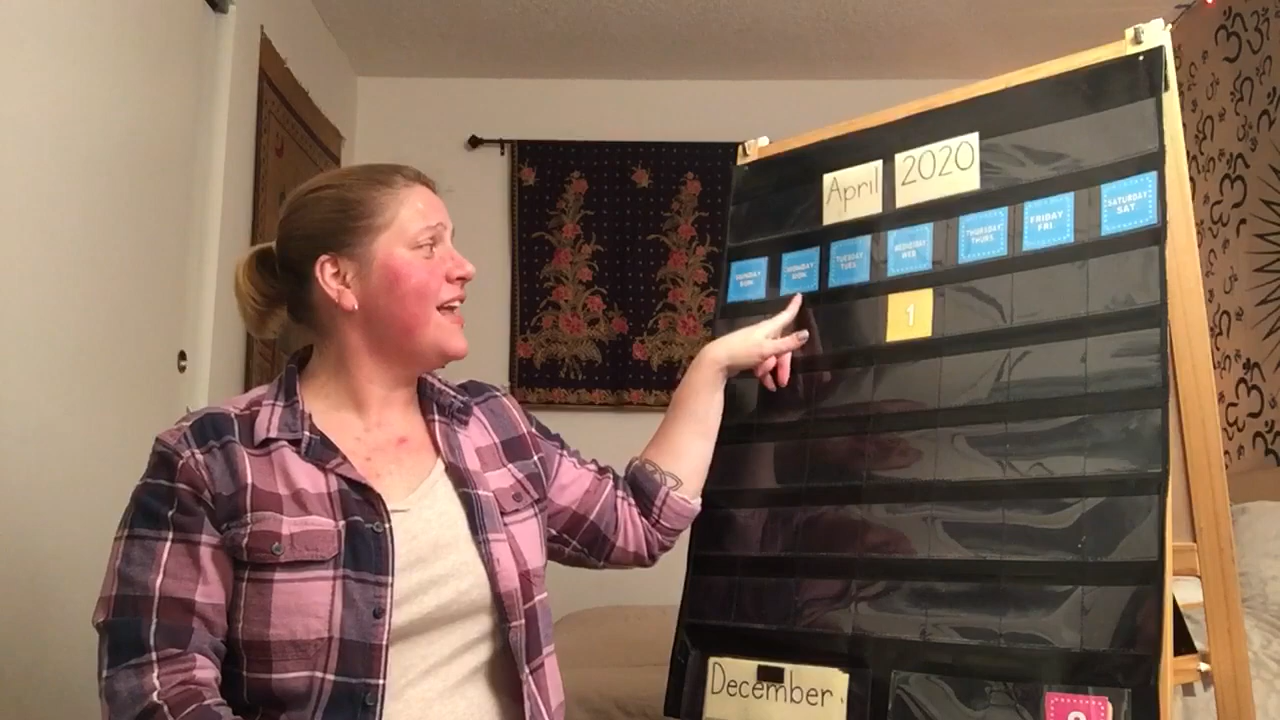 April 2020
SUNDAY
SUN.
MONDAY
MON.
TUESDAY
TUES.
WEDNESDAY
WED.
THURSDAY
THURS.
FRIDAY
FRI.
SATURDAY
SAT.
1
December